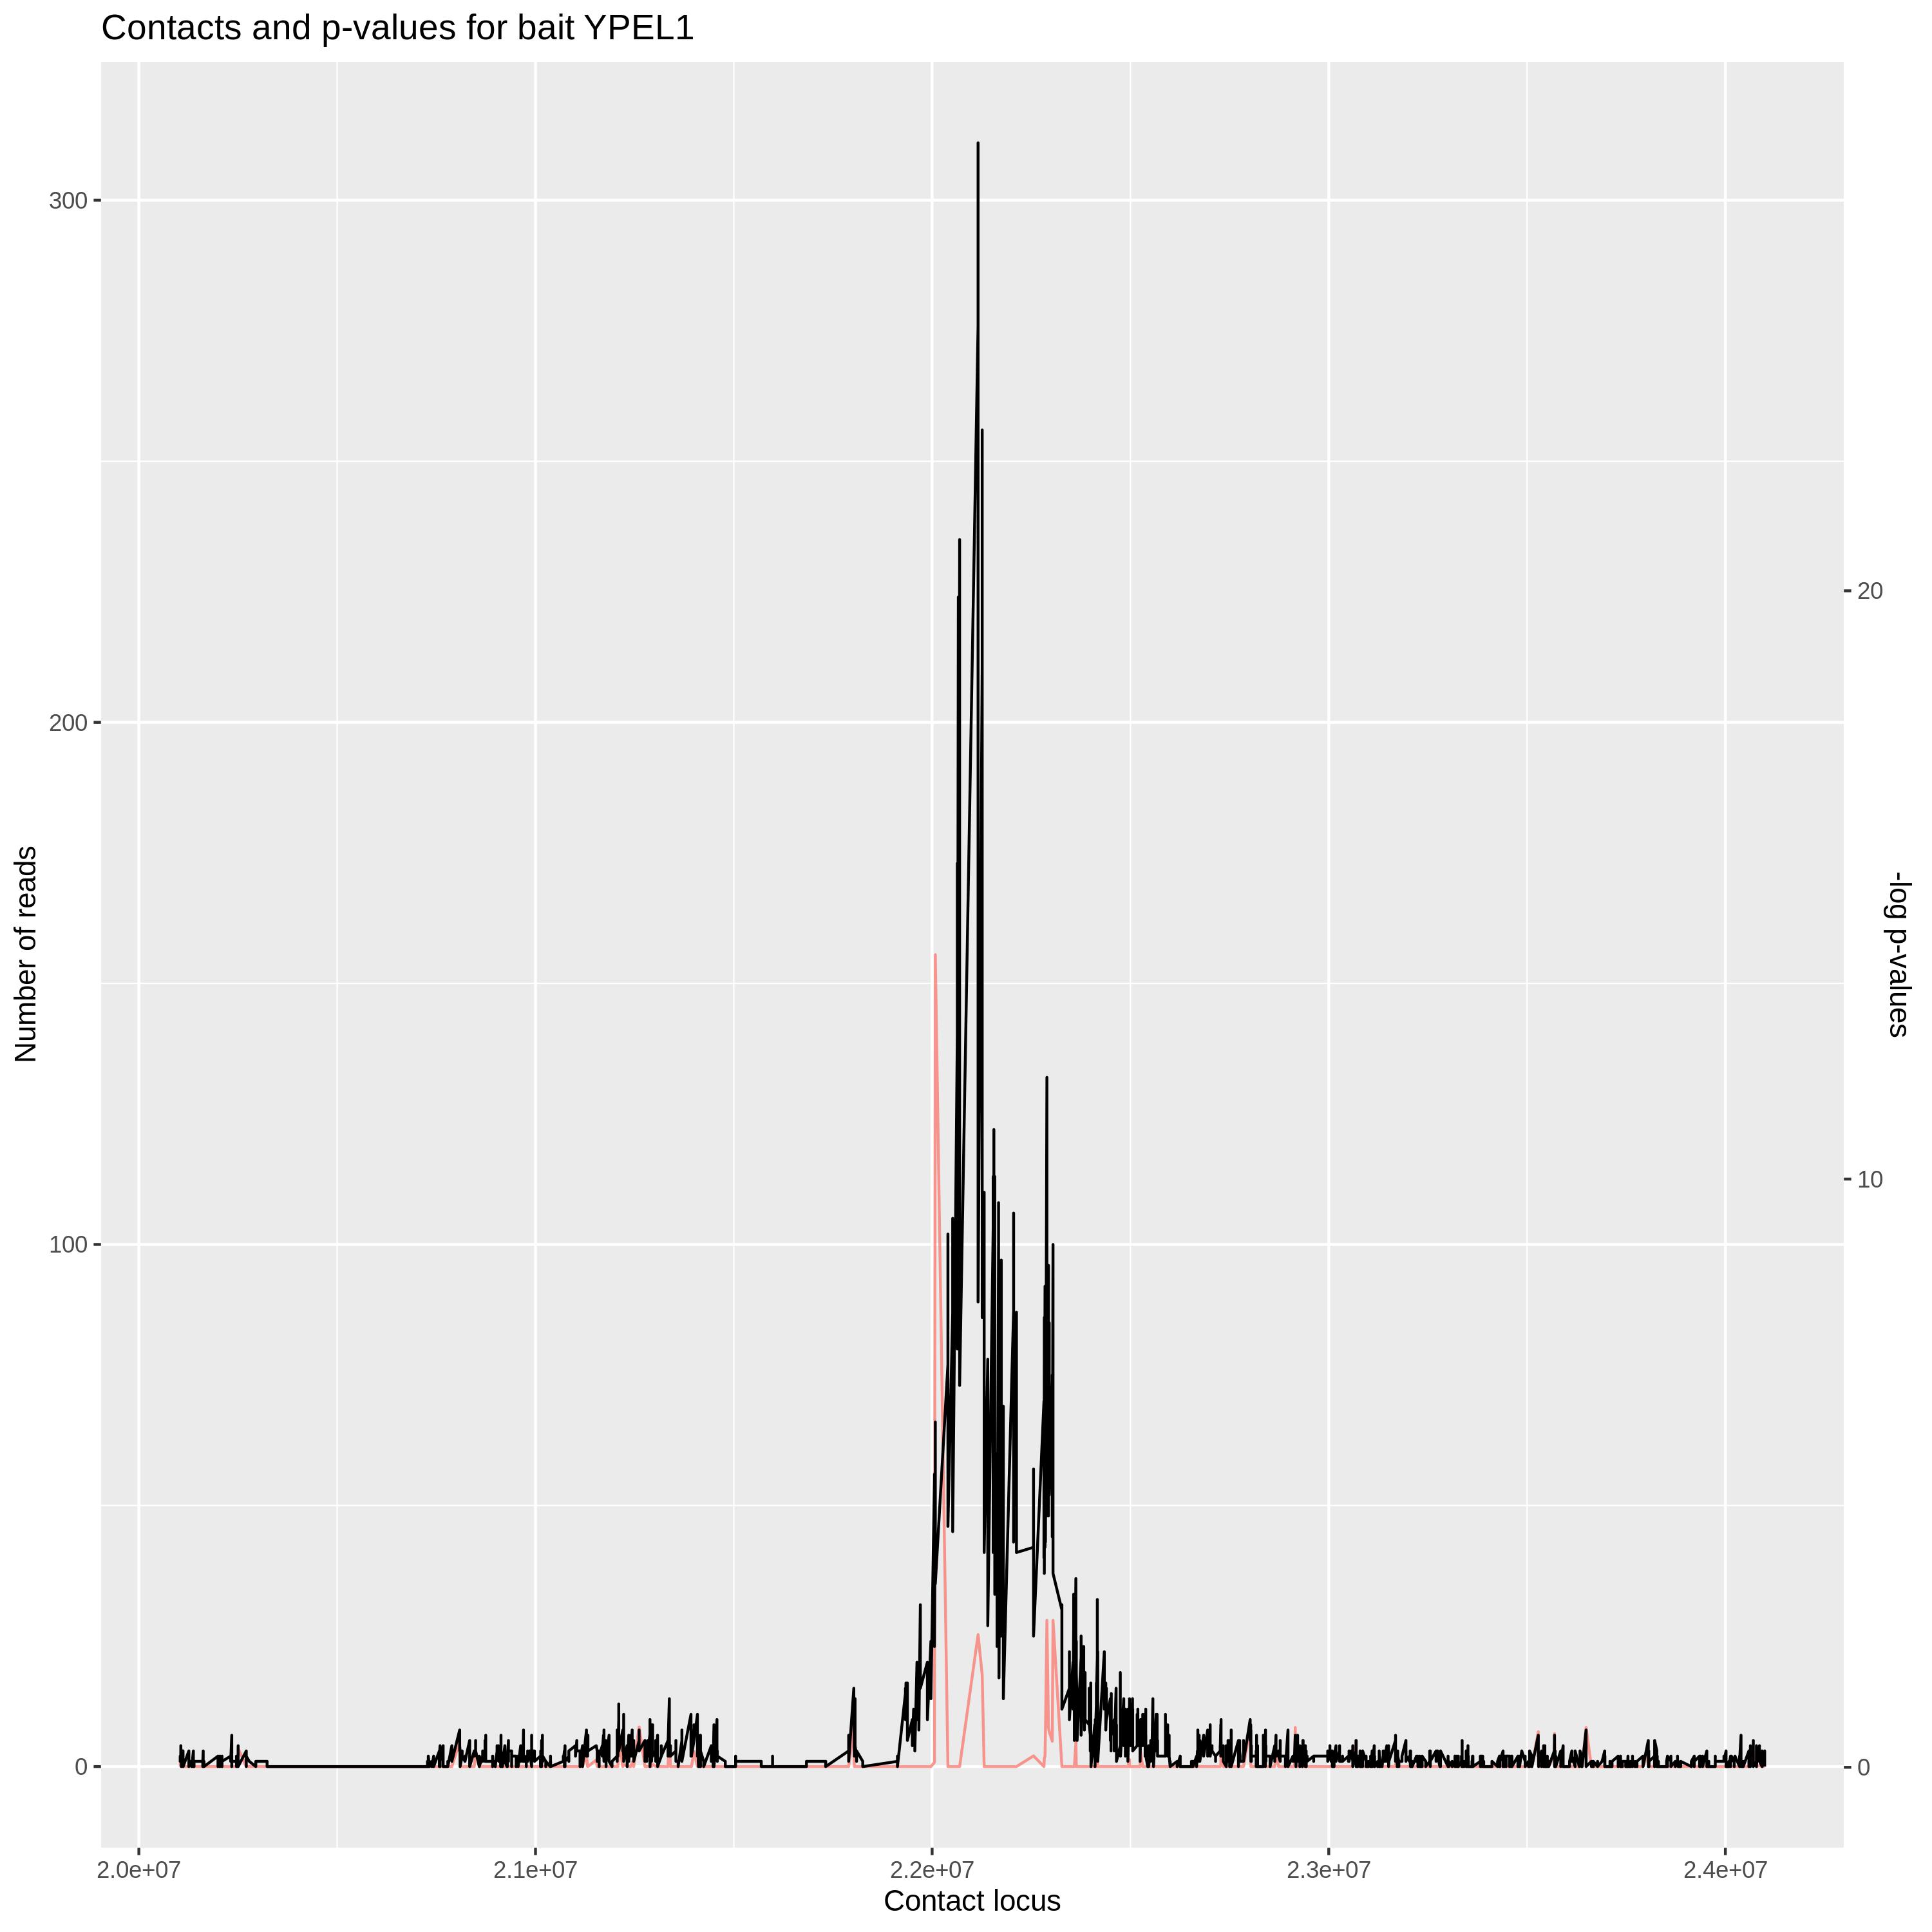 Contacts and p-values for bait YPEL1
300
200
100
0
Number of reads
20
10
0
-log p-values
2.0e+07
2.1e+07
2.2e+07
2.3e+07
2.4e+07
Contact locus